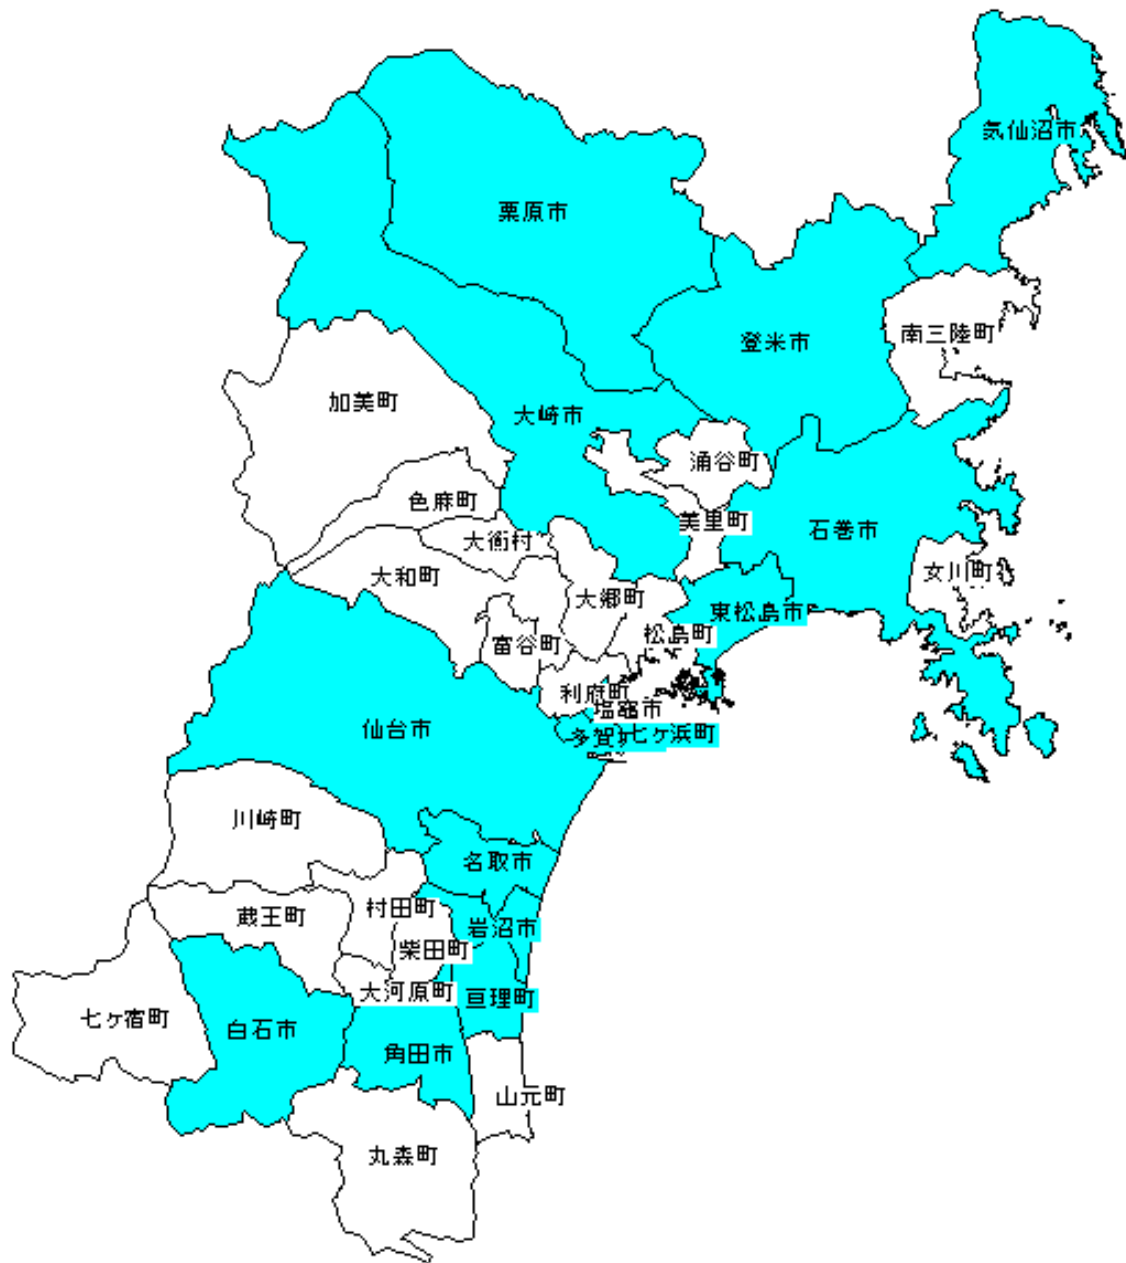 気仙沼市
栗原市
南三陸町
登米市
加美町
大崎市
涌谷町
色麻町
美里町
石巻市
大衡村
大和町
女川町
大郷町
東松島市
松島町
富谷町
利府町
塩竈市
仙台市
多賀
七ヶ浜町
川崎町
名取市
村田町
蔵王町
岩沼市
柴田町
大河原町
亘理町
七ヶ宿町
白石市
角田市
山元町
丸森町